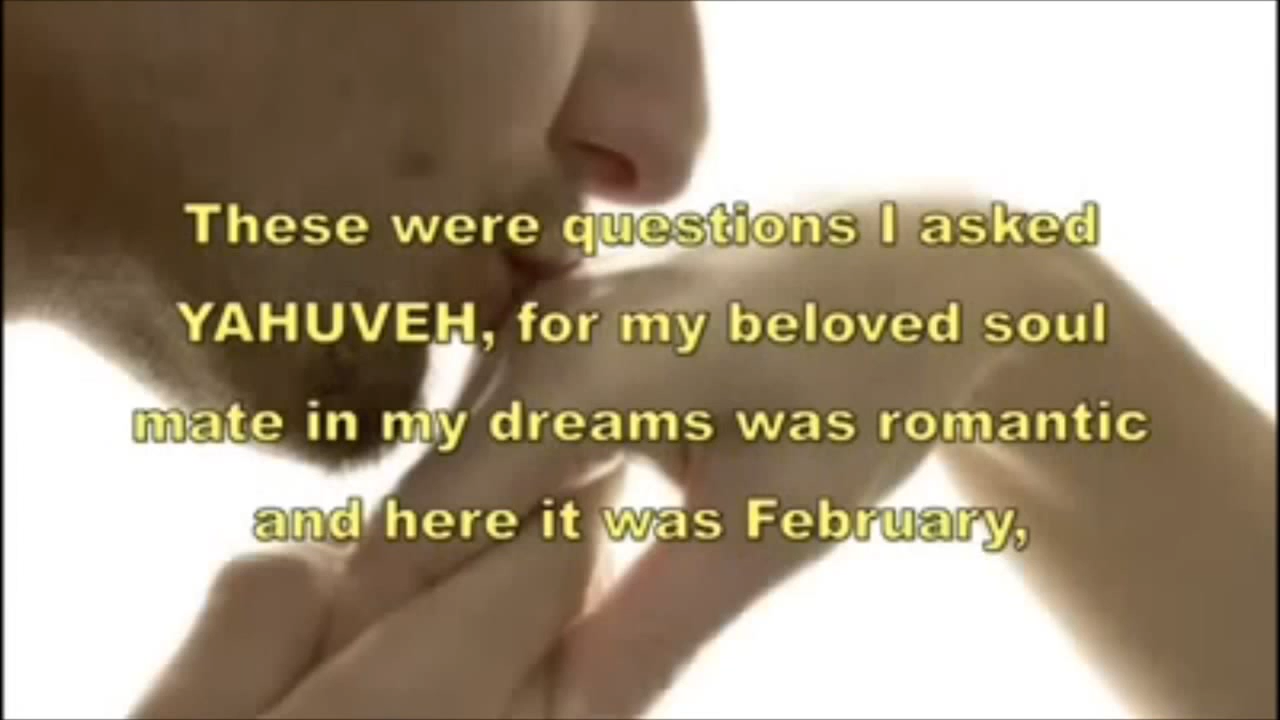 These were questions I asked
YAHUVEH, for my beloved soul
mate in my dreams was romantic
and here it was February,